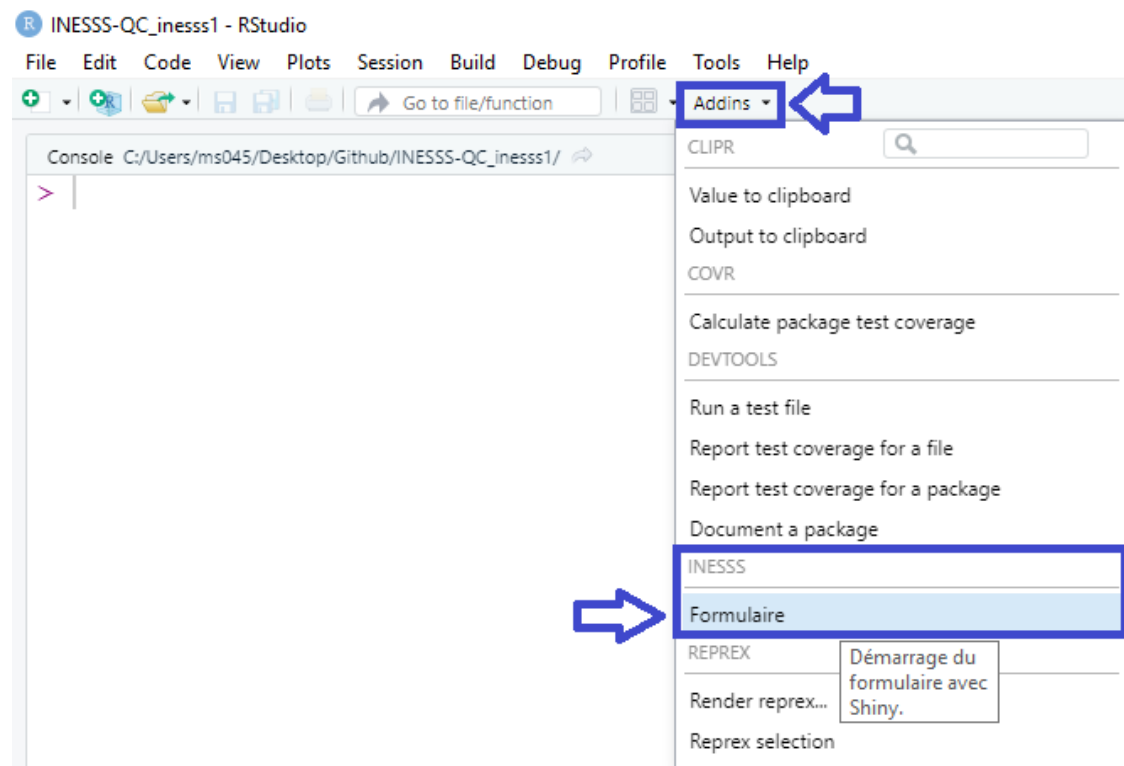 R INESSS-QC_inesss1 - RStudio
File Edit Code View Plots Session Build Debug Profile Tools Help
R Go to file/function Addins
Console C:/Users/ms045/Desktop/Github/INESSS-QC_inesss1/
>
CLIPR
Value to clipboard
Output to clipboard
COVR
Calculate package test coverage
DEVTOOLS
Run a test file
Report test coverage for a file
Report test coverage for a package
Document a package
INESSS
Formulaire
REPREX
Démarrage du
formulaire avec
Shiny.
Render reprex...
Reprex selection